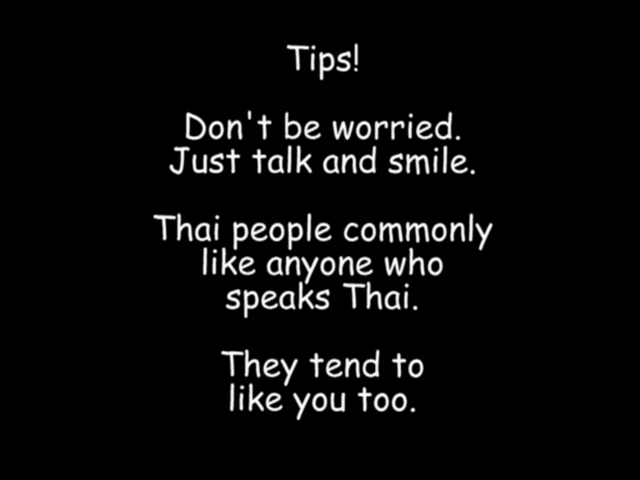 Tips!
Don't be worried.
Just talk and smile.
Thai people commonly
like anyone who
speaks Thai.
They tend to
like you too.